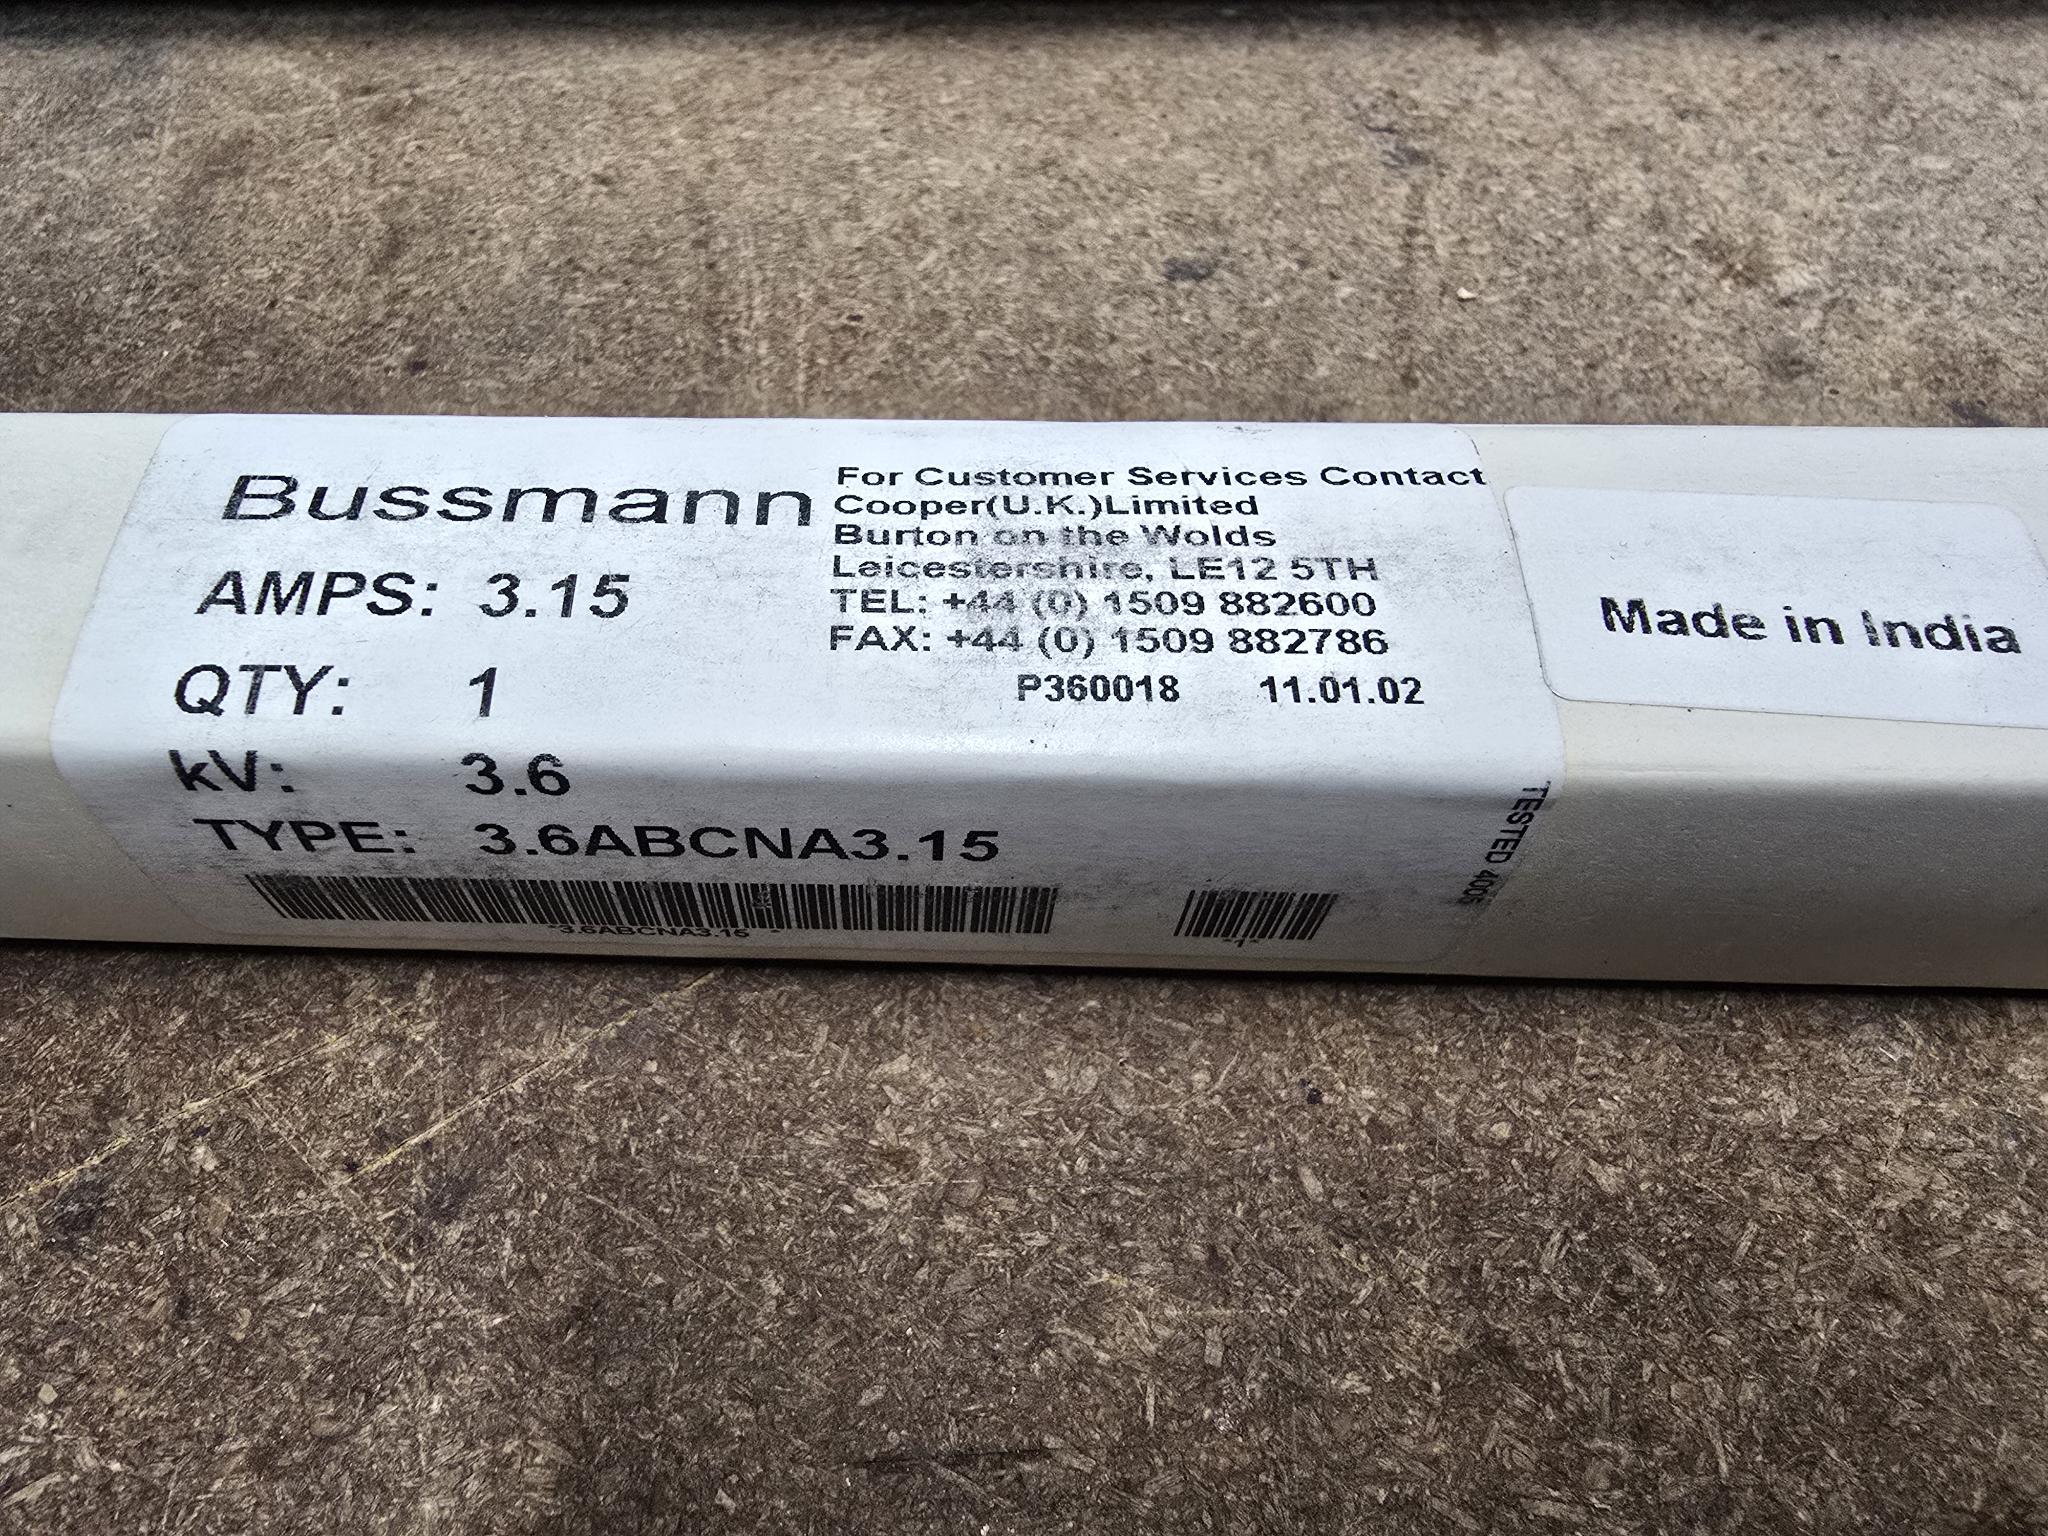 Bussmann
AMPS: 3.15
QTY: 1
kV: 3.6
TYPE: 3.6ABCNA3.15
*3.6ABCNA3.15 *
*1*
For Customer Services Contact
Cooper(U.K.)Limited
Burton on the Wolds
Leicestershire, LE12 5TH
TEL: +44 (0) 1509 882600
FAX: +44 (0) 1509 882786
P360018 11.01.02
TESTED
Made in India